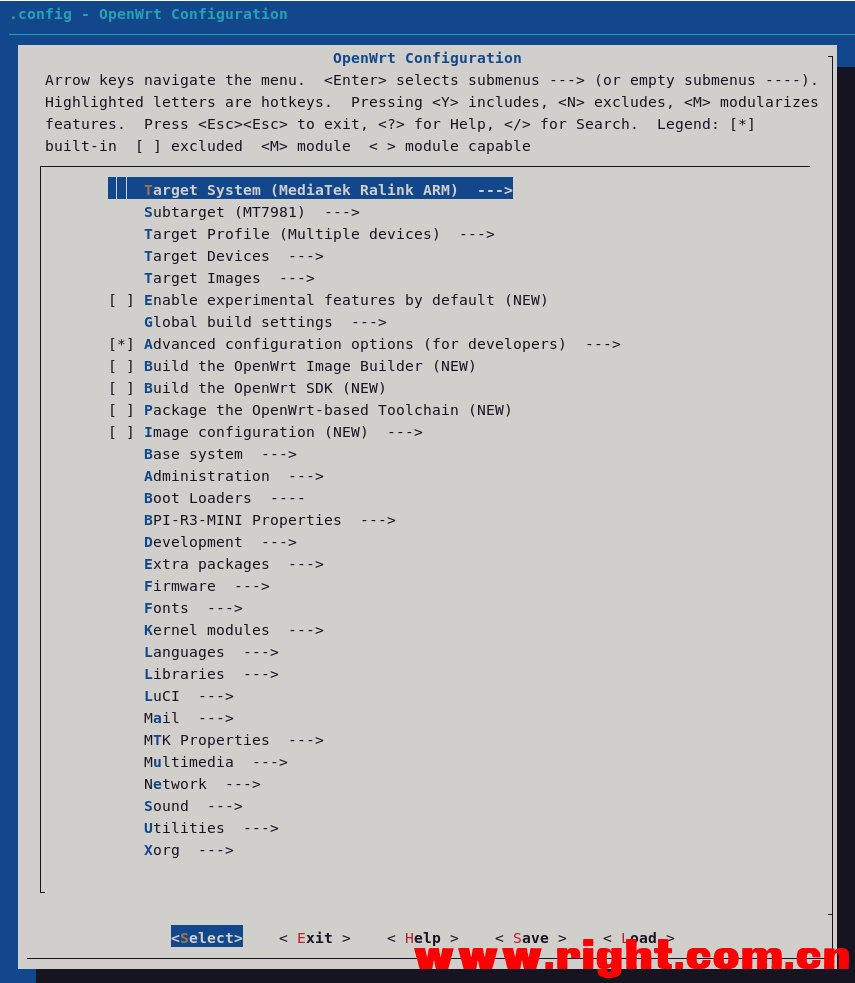 .config - OpenWrt Configuration
OpenWrt Configuration
Arrow keys navigate the menu.  <Enter> selects submenus ---> (or empty submenus ----).
Highlighted letters are hotkeys.  Pressing <Y> includes, <N> excludes, <M> modularizes
features.  Press <Esc><Esc> to exit, <?> for Help, </> for Search.  Legend: [*]
built-in  [ ] excluded  <M> module  < > module capable
Target System (MediaTek Ralink ARM)  --->
Subtarget (MT7981)  --->
Target Profile (Multiple devices)  --->
Target Devices  --->
Target Images  --->
[ ] Enable experimental features by default (NEW)
Global build settings  --->
[*] Advanced configuration options (for developers)  --->
[ ] Build the OpenWrt Image Builder (NEW)
[ ] Build the OpenWrt SDK (NEW)
[ ] Package the OpenWrt-based Toolchain (NEW)
[ ] Image configuration (NEW)  --->
Base system  --->
Administration  --->
Boot Loaders  ----
BPI-R3-MINI Properties  --->
Development  --->
Extra packages  --->
Firmware  --->
Fonts  --->
Kernel modules  --->
Languages  --->
Libraries  --->
LuCI  --->
Mail  --->
MTK Properties  --->
Multimedia  --->
Network  --->
Sound  --->
Utilities  --->
Xorg  --->
<Select>    < Exit >    < Help >    < Save >    < Load >
www.right.com.cn